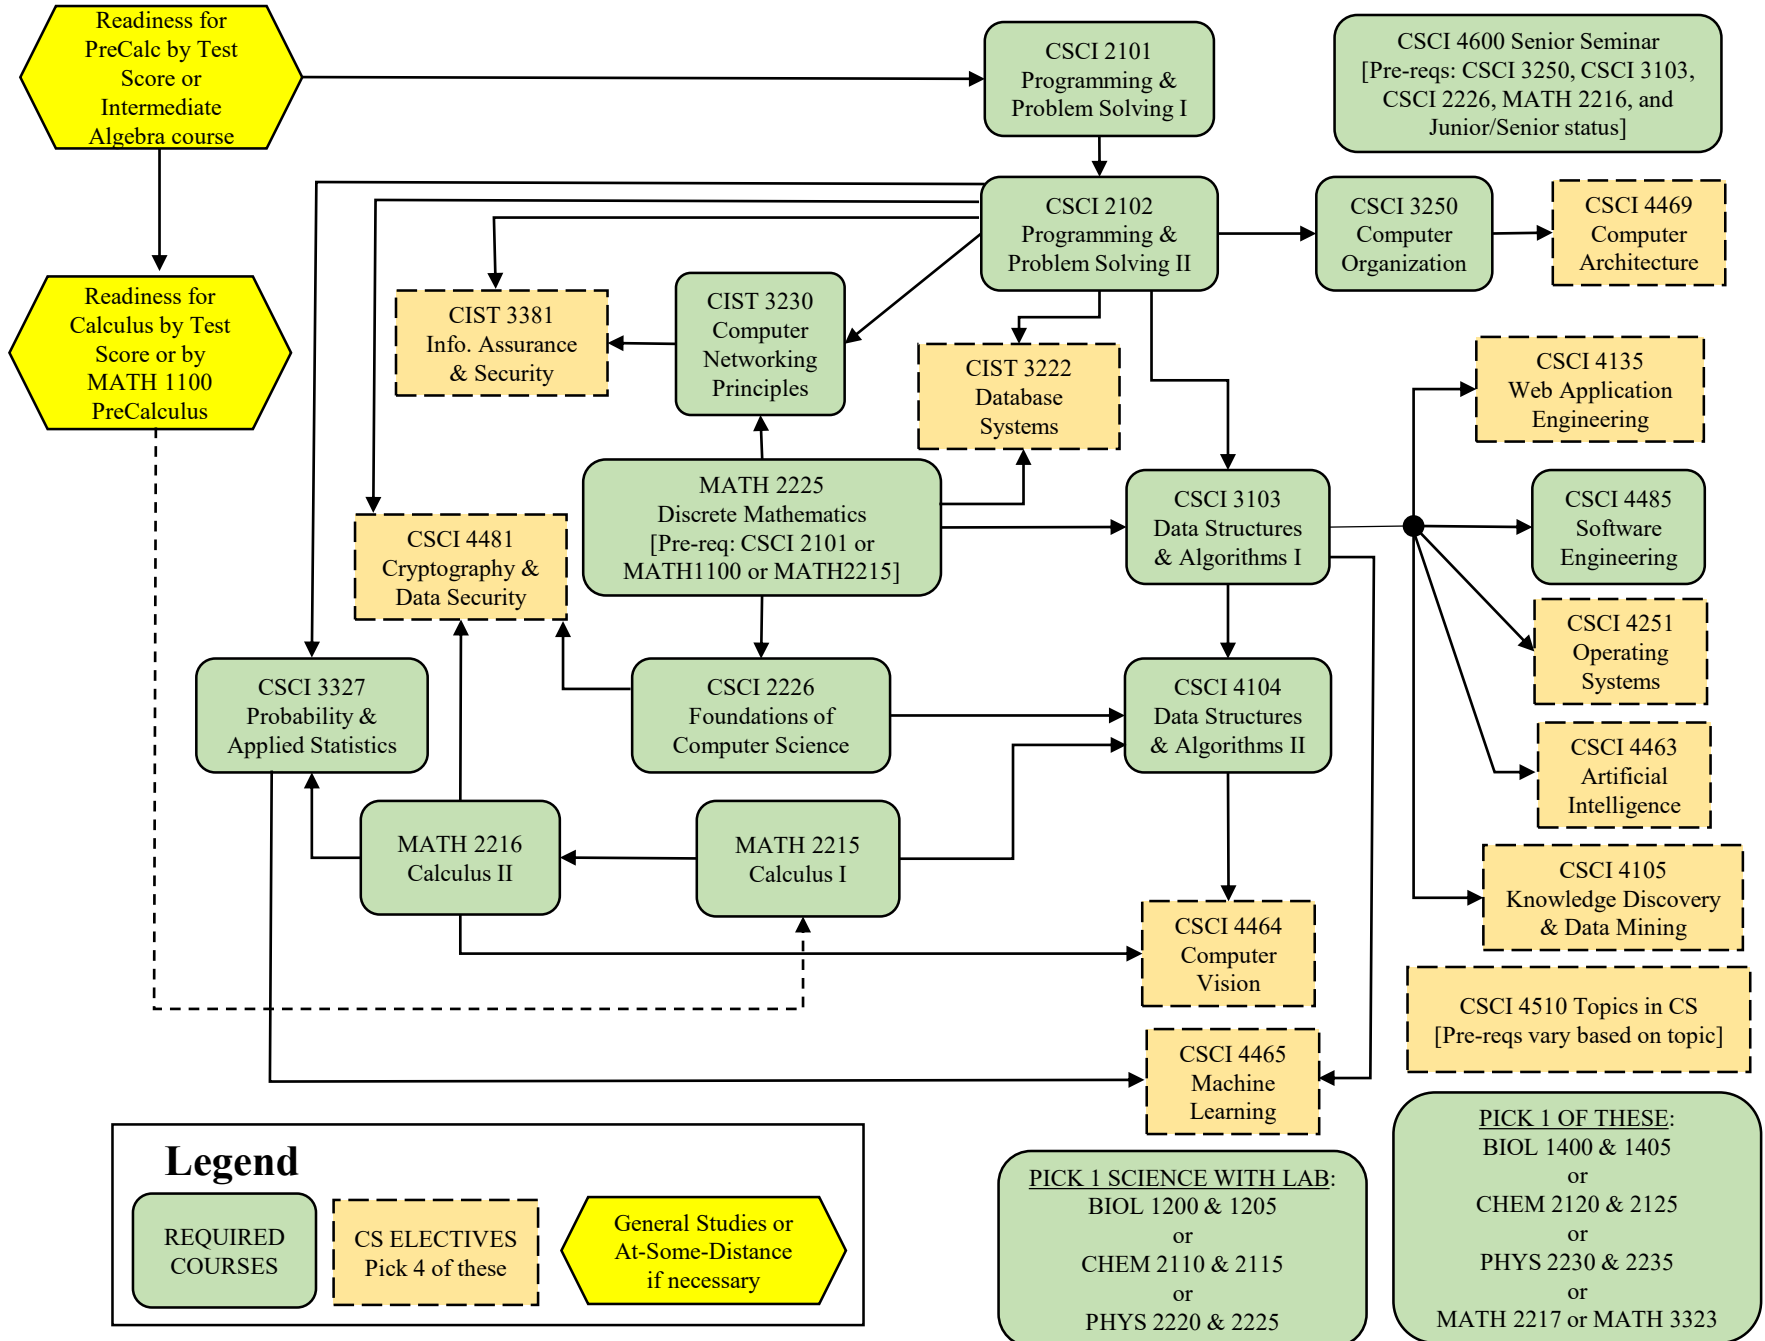 Readiness for
PreCalc by Test
Score or
Intermediate
Algebra course
CSCI 2101
Programming &
Problem Solving I
CSCI 4600 Senior Seminar
[Pre-reqs: CSCI 3250, CSCI 3103,
CSCI 2226, MATH 2216, and
Junior/Senior status]
CSCI 2102
Programming &
Problem Solving II
CSCI 3250
Computer
Organization
CSCI 4469
Computer
Architecture
Readiness for
Calculus by Test
Score or by
MATH 1100
PreCalculus
CIST 3381
Info. Assurance
& Security
CIST 3230
Computer
Networking
Principles
CIST 3222
Database
Systems
CSCI 4135
Web Application
Engineering
MATH 2225
Discrete Mathematics
[Pre-req: CSCI 2101 or
MATH1100 or MATH2215]
CSCI 3103
Data Structures
& Algorithms I
CSCI 4485
Software
Engineering
CSCI 4481
Cryptography &
Data Security
CSCI 4251
Operating
Systems
CSCI 3327
Probability &
Applied Statistics
CSCI 2226
Foundations of
Computer Science
CSCI 4104
Data Structures
& Algorithms II
CSCI 4463
Artificial
Intelligence
MATH 2216
Calculus II
MATH 2215
Calculus I
CSCI 4105
Knowledge Discovery
& Data Mining
CSCI 4464
Computer
Vision
CSCI 4510 Topics in CS
[Pre-reqs vary based on topic]
CSCI 4465
Machine
Learning
Legend
REQUIRED
COURSES
CS ELECTIVES
Pick 4 of these
General Studies or
At-Some-Distance
if necessary
PICK 1 SCIENCE WITH LAB:
BIOL 1200 & 1205
or
CHEM 2110 & 2115
or
PHYS 2220 & 2225
PICK 1 OF THESE:
BIOL 1400 & 1405
or
CHEM 2120 & 2125
or
PHYS 2230 & 2235
or
MATH 2217 or MATH 3323